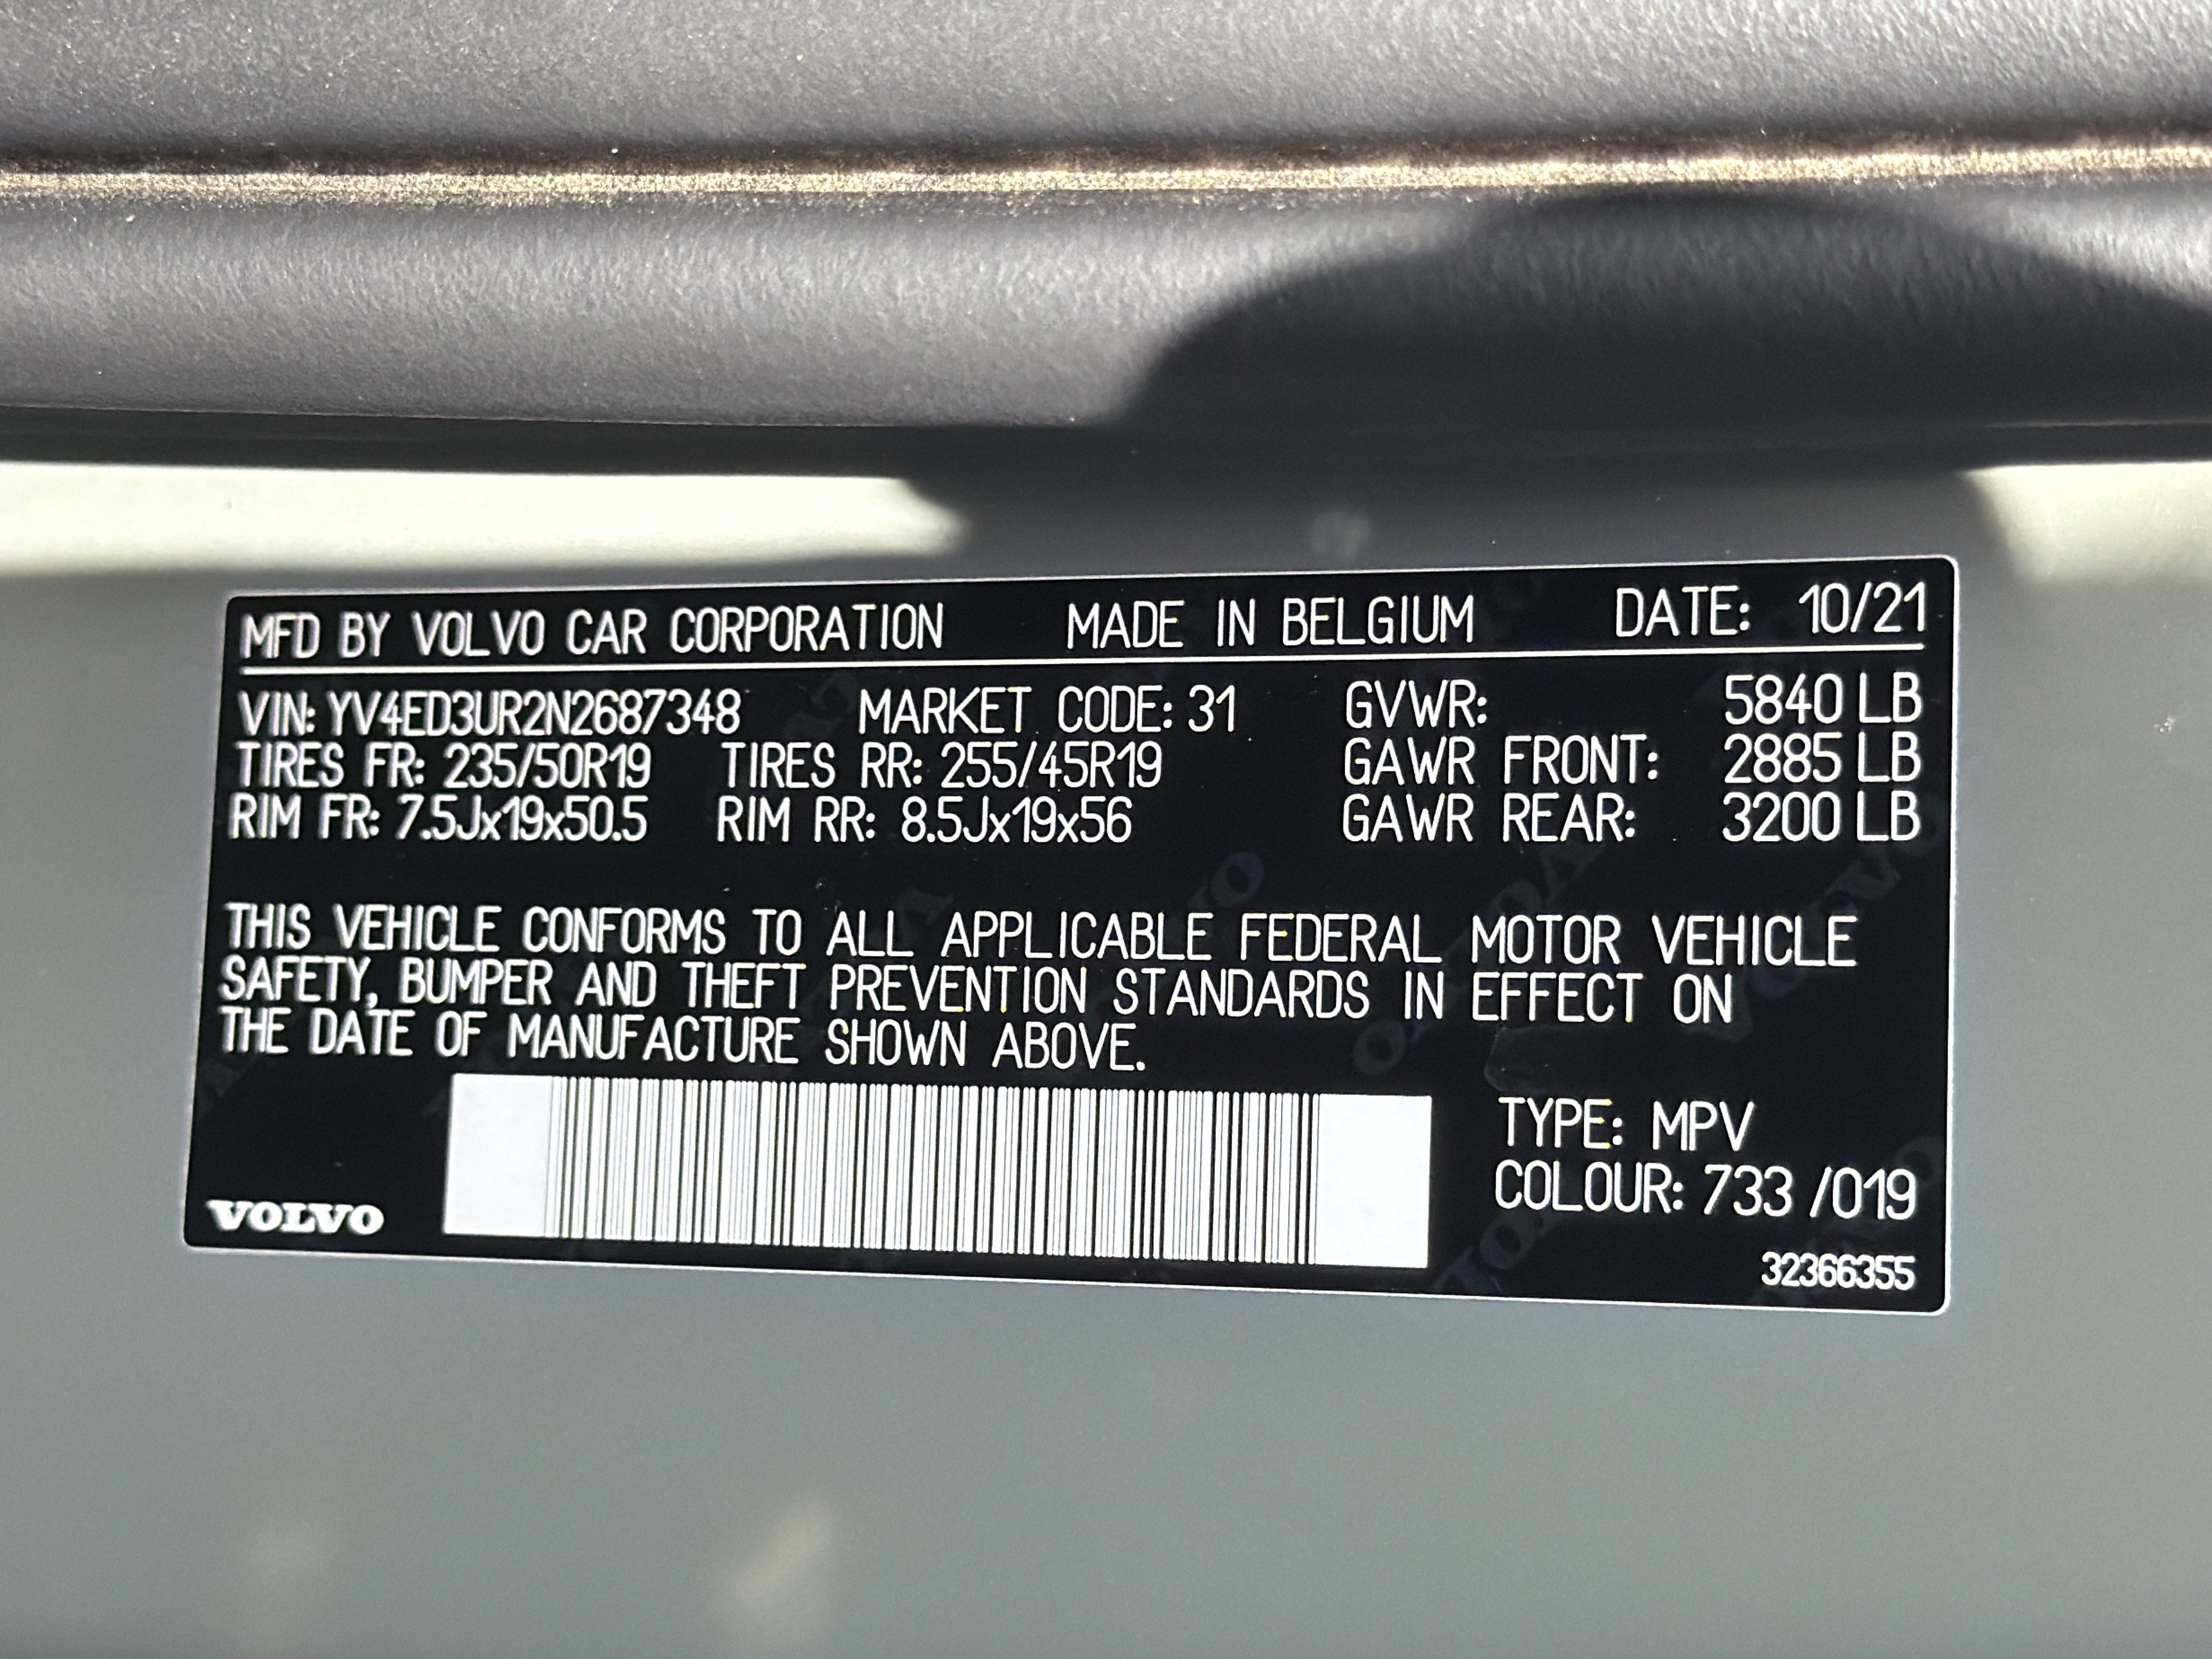 MFD BY VOLVO CAR CORPORATION MADE IN BELGIUM DATE: 10/21
VIN: YV4ED3UR2N2687348 MARKET CODE: 31 GVWR: 5840 LB
TIRES FR: 235/50R19 TIRES RR: 255/45R19 GAWR FRONT: 2885 LB
RIM FR: 7.5Jx19x50.5 RIM RR: 8.5Jx19x56 GAWR REAR: 3200 LB
THIS VEHICLE CONFORMS TO ALL APPLICABLE FEDERAL MOTOR VEHICLE
SAFETY, BUMPER AND THEFT PREVENTION STANDARDS IN EFFECT ON
THE DATE OF MANUFACTURE SHOWN ABOVE.
TYPE: MPV
COLOUR: 733 /019
VOLVO
32366355